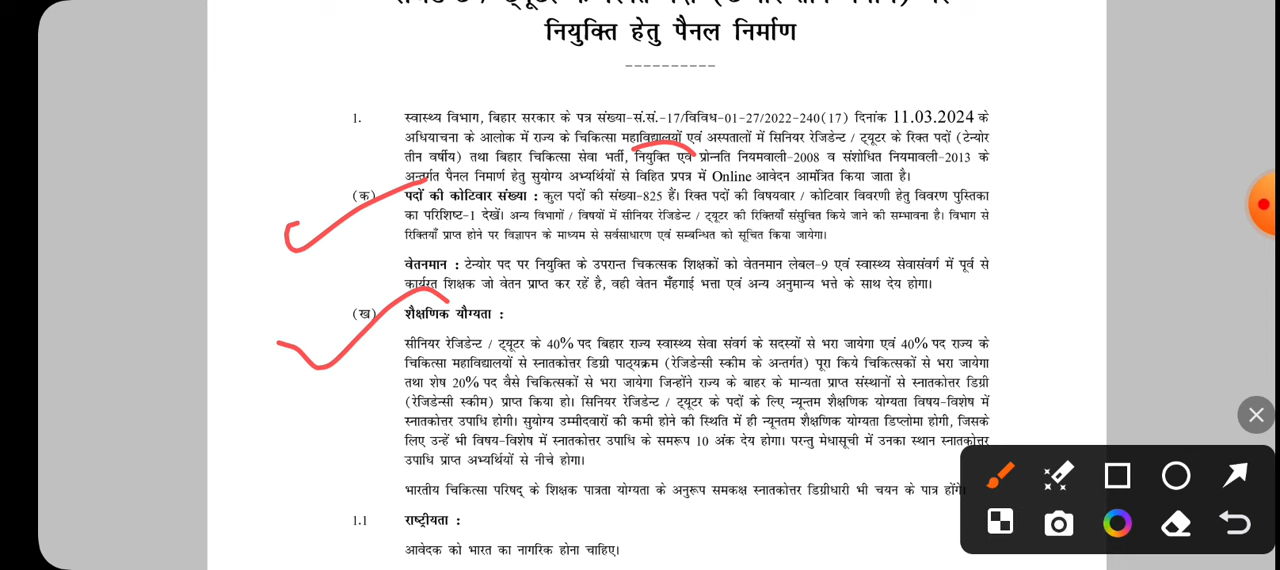 नियुक्ति हेतु पैनल निर्माण
----------
1. स्वास्थ्य विभाग, बिहार सरकार के पत्र संख्या-सं.सं.-17/विविध-01-27/2022-240(17) दिनांक 11.03.2024 के
अधियाचना के आलोक में राज्य के चिकित्सा महाविद्यालयों एवं अस्पतालों में सिनियर रेजिडेन्ट / ट्यूटर के रिक्त पदों (टेन्योर
तीन वर्षीय) तथा बिहार चिकित्सा सेवा भर्ती, नियुक्ति एवं प्रोन्नति नियमवाली-2008 व संशोधित नियमावली-2013 के
अन्तर्गत पैनल निमाण हेतु सुयोग्य अभ्यर्थियों से विहित प्रपत्र में Online आवेदन आमंत्रित किया जाता है।
(क) पदों की कोटिवार संख्या : कुल पदों की संख्या-825 हैं। रिक्त पदों की विषयवार / कोटिवार विवरणी हेतु विवरण पुस्तिका
का परिशिष्ट-1 देखें। अन्य विभागों / विषयों में सीनियर रेजिडेन्ट / ट्यूटर की रिक्तियाँ संसुचित किये जाने की सम्भावना है। विभाग से
रिक्तियाँ प्राप्त होने पर विज्ञापन के माध्यम से सर्वसाधारण एवं सम्बन्धित को सूचित किया जायेगा।
वेतनमान : टेन्योर पद पर नियुक्ति के उपरान्त चिकत्सक शिक्षकों को वेतनमान लेबल-9 एवं स्वास्थ्य सेवासंवर्ग में पूर्व से
कार्यरत शिक्षक जो वेतन प्राप्त कर रहें है, वही वेतन मँहगाई भत्ता एवं अन्य अनुमान्य भत्ते के साथ देय होगा।
(ख) शैक्षणिक यौग्यता :
सीनियर रेजिडेन्ट / ट्यूटर के 40% पद बिहार राज्य स्वास्थ्य सेवा संवर्ग के सदस्यों से भरा जायेगा एवं 40% पद राज्य के
चिकित्सा महाविद्यालयों से स्नातकोत्तर डिग्री पाठ्यक्रम (रेजिडेन्सी स्कीम के अन्तर्गत) पूरा किये चिकित्सकों से भरा जायेगा
तथा शेष 20% पद वैसे चिकित्सकों से भरा जायेगा जिन्होंने राज्य के बाहर के मान्यता प्राप्त संस्थानों से स्नातकोत्तर डिग्री
(रेजिडेन्सी स्कीम) प्राप्त किया हो। सिनियर रेजिडेन्ट / ट्यूटर के पदों के लिए न्यून्तम शैक्षणिक योग्यता विषय-विशेष में
स्नातकोत्तर उपाधि होगी। सुयोग्य उम्मीदवारों की कमी होने की स्थिति में ही न्यूनतम शैक्षणिक योग्यता डिप्लोमा होगी, जिसके
लिए उन्हें भी विषय-विशेष में स्नातकोत्तर उपाधि के समरूप 10 अंक देय होगा। परन्तु मेधासूची में उनका स्थान स्नातकोत्तर
उपाधि प्राप्त अभ्यर्थियों से नीचे होगा।
भारतीय चिकित्सा परिषद् के शिक्षक पात्रता योग्यता के अनुरूप समकक्ष स्नातकोत्तर डिग्रीधारी भी चयन के पात्र होंगे।
1.1 राष्ट्रीयता :
आवेदक को भारत का नागरिक होना चाहिए।